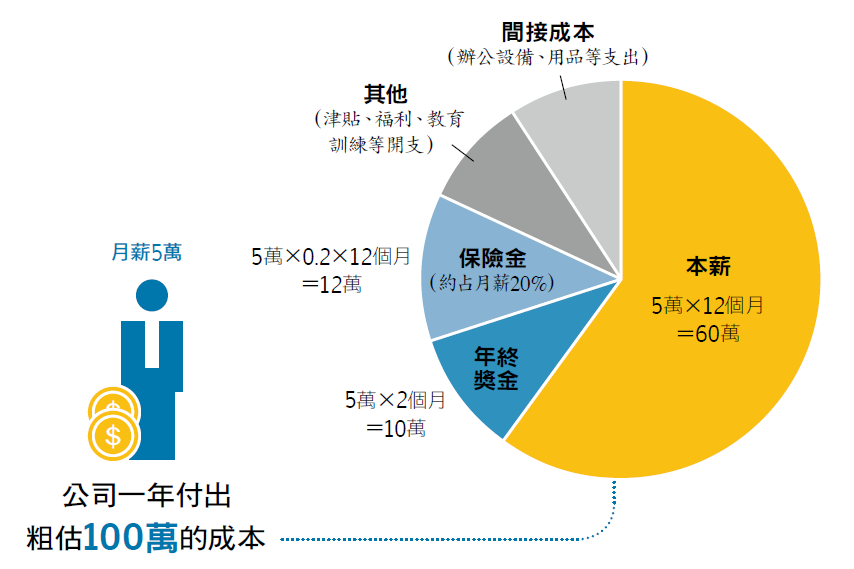 間接成本
(辦公設備、用品等支出)
其他
(津貼、福利、教育
訓練等開支)
5萬×0.2×12個月
=12萬
保險金
(約占月薪20%)
本薪
5萬×12個月
=60萬
年終
獎金
5萬×2個月
=10萬
月薪5萬
$
$
公司一年付出
粗估100萬的成本